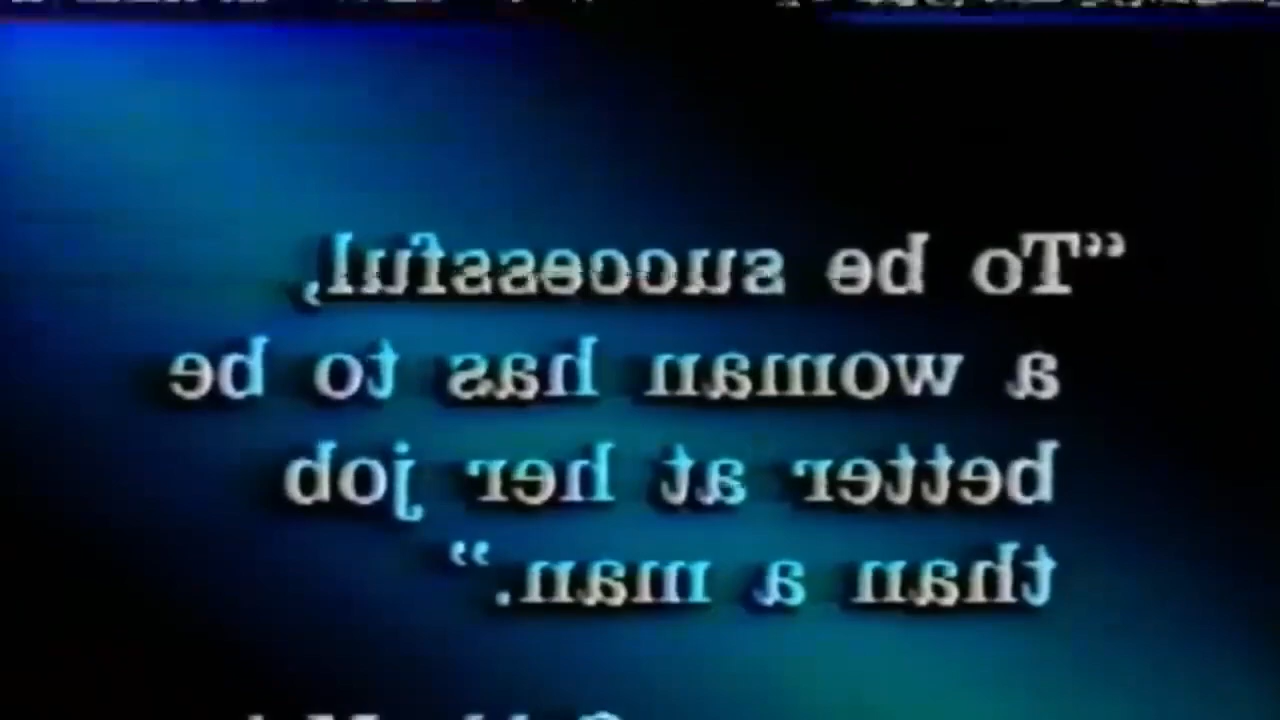 “To be successful,
a woman has to be
better at her job
than a man.”